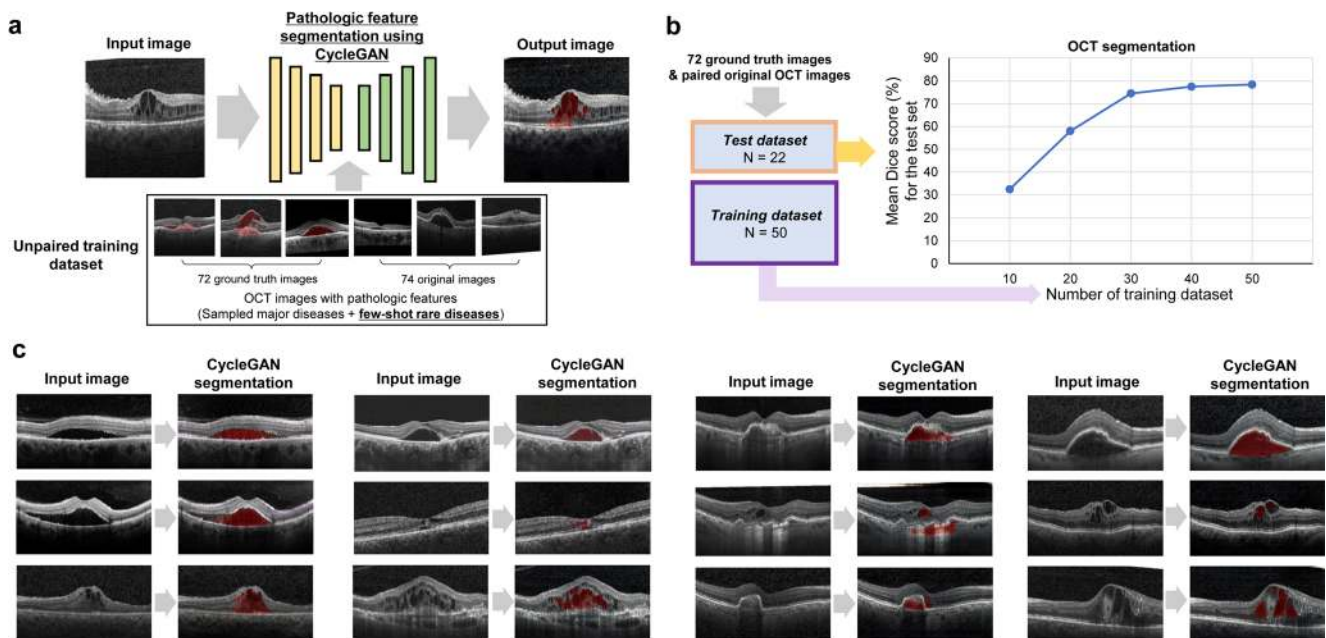 a
Pathologic feature
segmentation using
CycleGAN
Input image
Output image
Unpaired training
dataset
72 ground truth images
74 original images
OCT images with pathologic features
(Sampled major diseases + few-shot rare diseases)
b
72 ground truth images
& paired original OCT images
Test dataset
N = 22
Training dataset
N = 50
OCT segmentation
Mean Dice score (%)
for the test set
90
80
70
60
50
40
30
20
10
0
10 20 30 40 50
Number of training dataset
c
Input image
CycleGAN
segmentation
Input image
CycleGAN
segmentation
Input image
CycleGAN
segmentation
Input image
CycleGAN
segmentation